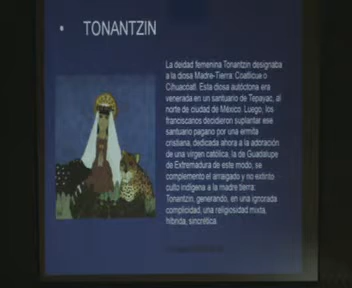 TONANTZIN
La deidad femenina Tonantzin designaba
a la diosa Madre-Tierra: Coatlicue o
Cihuacoatl. Esta diosa autóctona era
venerada en un santuario de Tepayac, al
norte de ciudad de México. Luego, los
franciscanos decidieron suplantar ese
santuario pagano por una ermita
cristiana, dedicada ahora a la adoración
de una virgen católica, la de Guadalupe
de Extremadura de este modo, se
complemento el arraigado y no extinto
culto indígena a la madre tierra:
Tonantzin, generando, en una ignorada
complicidad, una religiosidad mixta,
híbrida, sincrética.